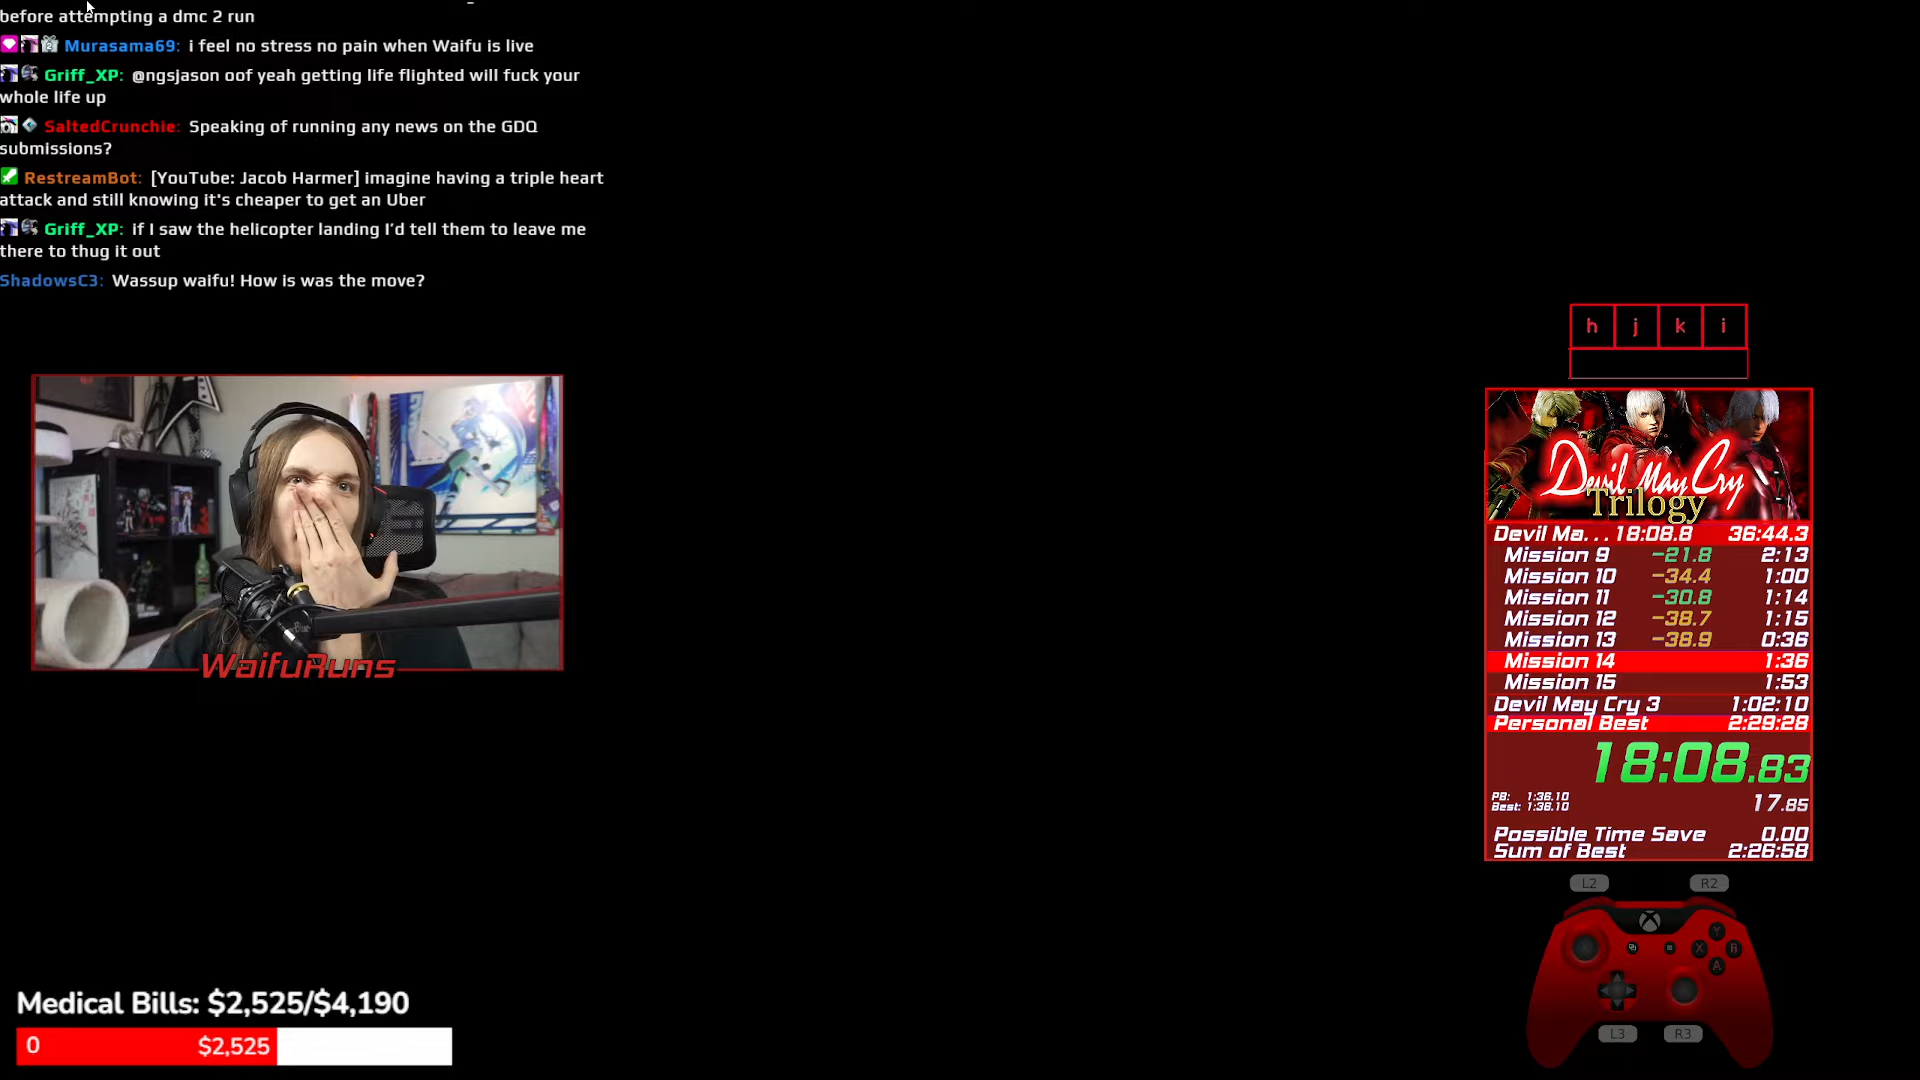 before attempting a dmc 2 run
Murasama69: i feel no stress no pain when Waifu is live
Griff_XP: @ngsjason oof yeah getting life flighted will fuck your
whole life up
SaltedCrunchie: Speaking of running any news on the GDQ
submissions?
RestreamBot: [YouTube: Jacob Harmer] imagine having a triple heart
attack and still knowing it's cheaper to get an Uber
Griff_XP: if I saw the helicopter landing I'd tell them to leave me
there to thug it out
ShadowsC3: Wassup waifu! How is was the move?
h j k i
Devil May Cry
Trilogy
Devil Ma... 18:08.8 36:44.3
Mission 9 -21.8 2:13
Mission 10 -34.4 1:00
Mission 11 -30.8 1:14
Mission 12 -38.7 1:15
Mission 13 -38.9 0:36
Mission 14 1:36
Mission 15 1:53
Devil May Cry 3 1:02:10
Personal Best 2:29:28
18:08.83
PB: 1:36.10
Best: 1:36.10
17.85
Possible Time Save 0.00
Sum of Best 2:26:58
WaifuRuns
L2 R2
Y
X B
A
L3 R3
Medical Bills: $2,525/$4,190
0 $2,525